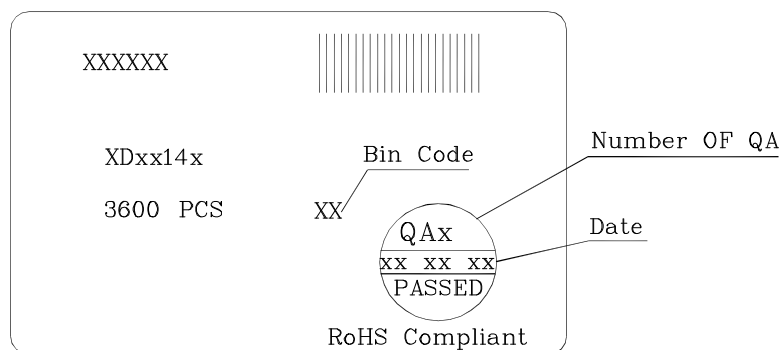 XXXXXX
Number OF QA
XDxx14x
Bin Code
3600 PCS
XX
QAx
Date
xx xx xx
PASSED
RoHS Compliant